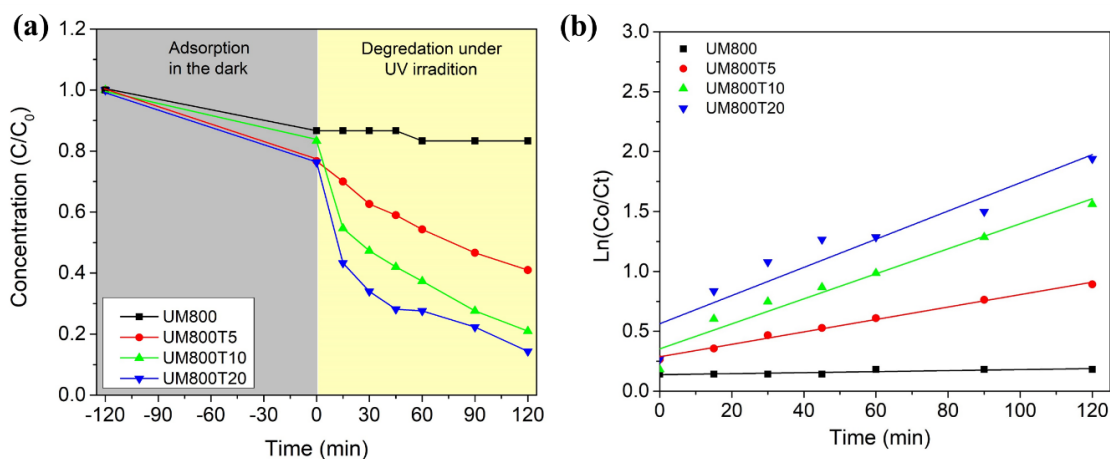 (a)
Concentration (C/C₀)
1.2
1.0
0.8
0.6
0.4
0.2
0.0
Adsorption
in the dark
Degredation under
UV irradition
UM800
UM800T5
UM800T10
UM800T20
-120 -90 -60 -30 0 30 60 90 120
Time (min)
(b)
Ln(Co/Ct)
3.0
2.5
2.0
1.5
1.0
0.5
0.0
UM800
UM800T5
UM800T10
UM800T20
0 20 40 60 80 100 120
Time (min)